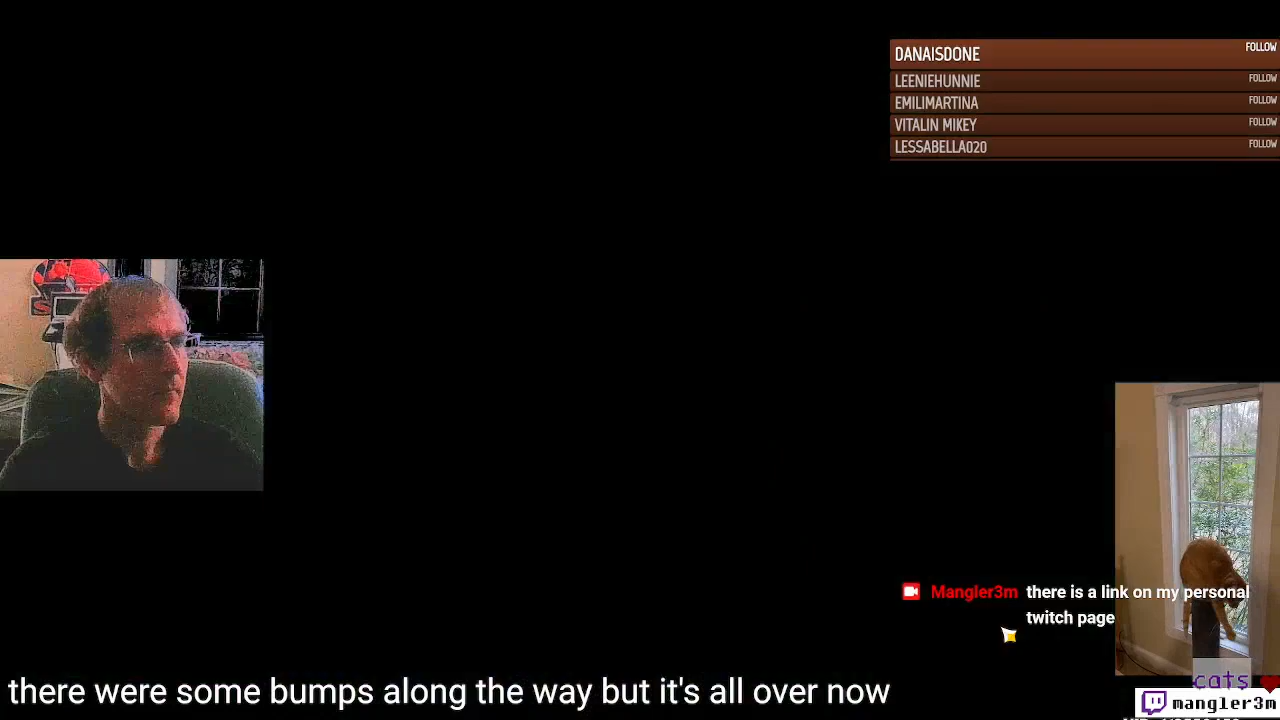 DANAISDONE FOLLOW
LEENIEHUNNIE FOLLOW
EMILIMARTINA FOLLOW
VITALIN MIKEY FOLLOW
LESSABELLA020 FOLLOW
Mangler3m there is a link on my personal
twitch page
there were some bumps along the way but it's all over now
cats
mangler3m